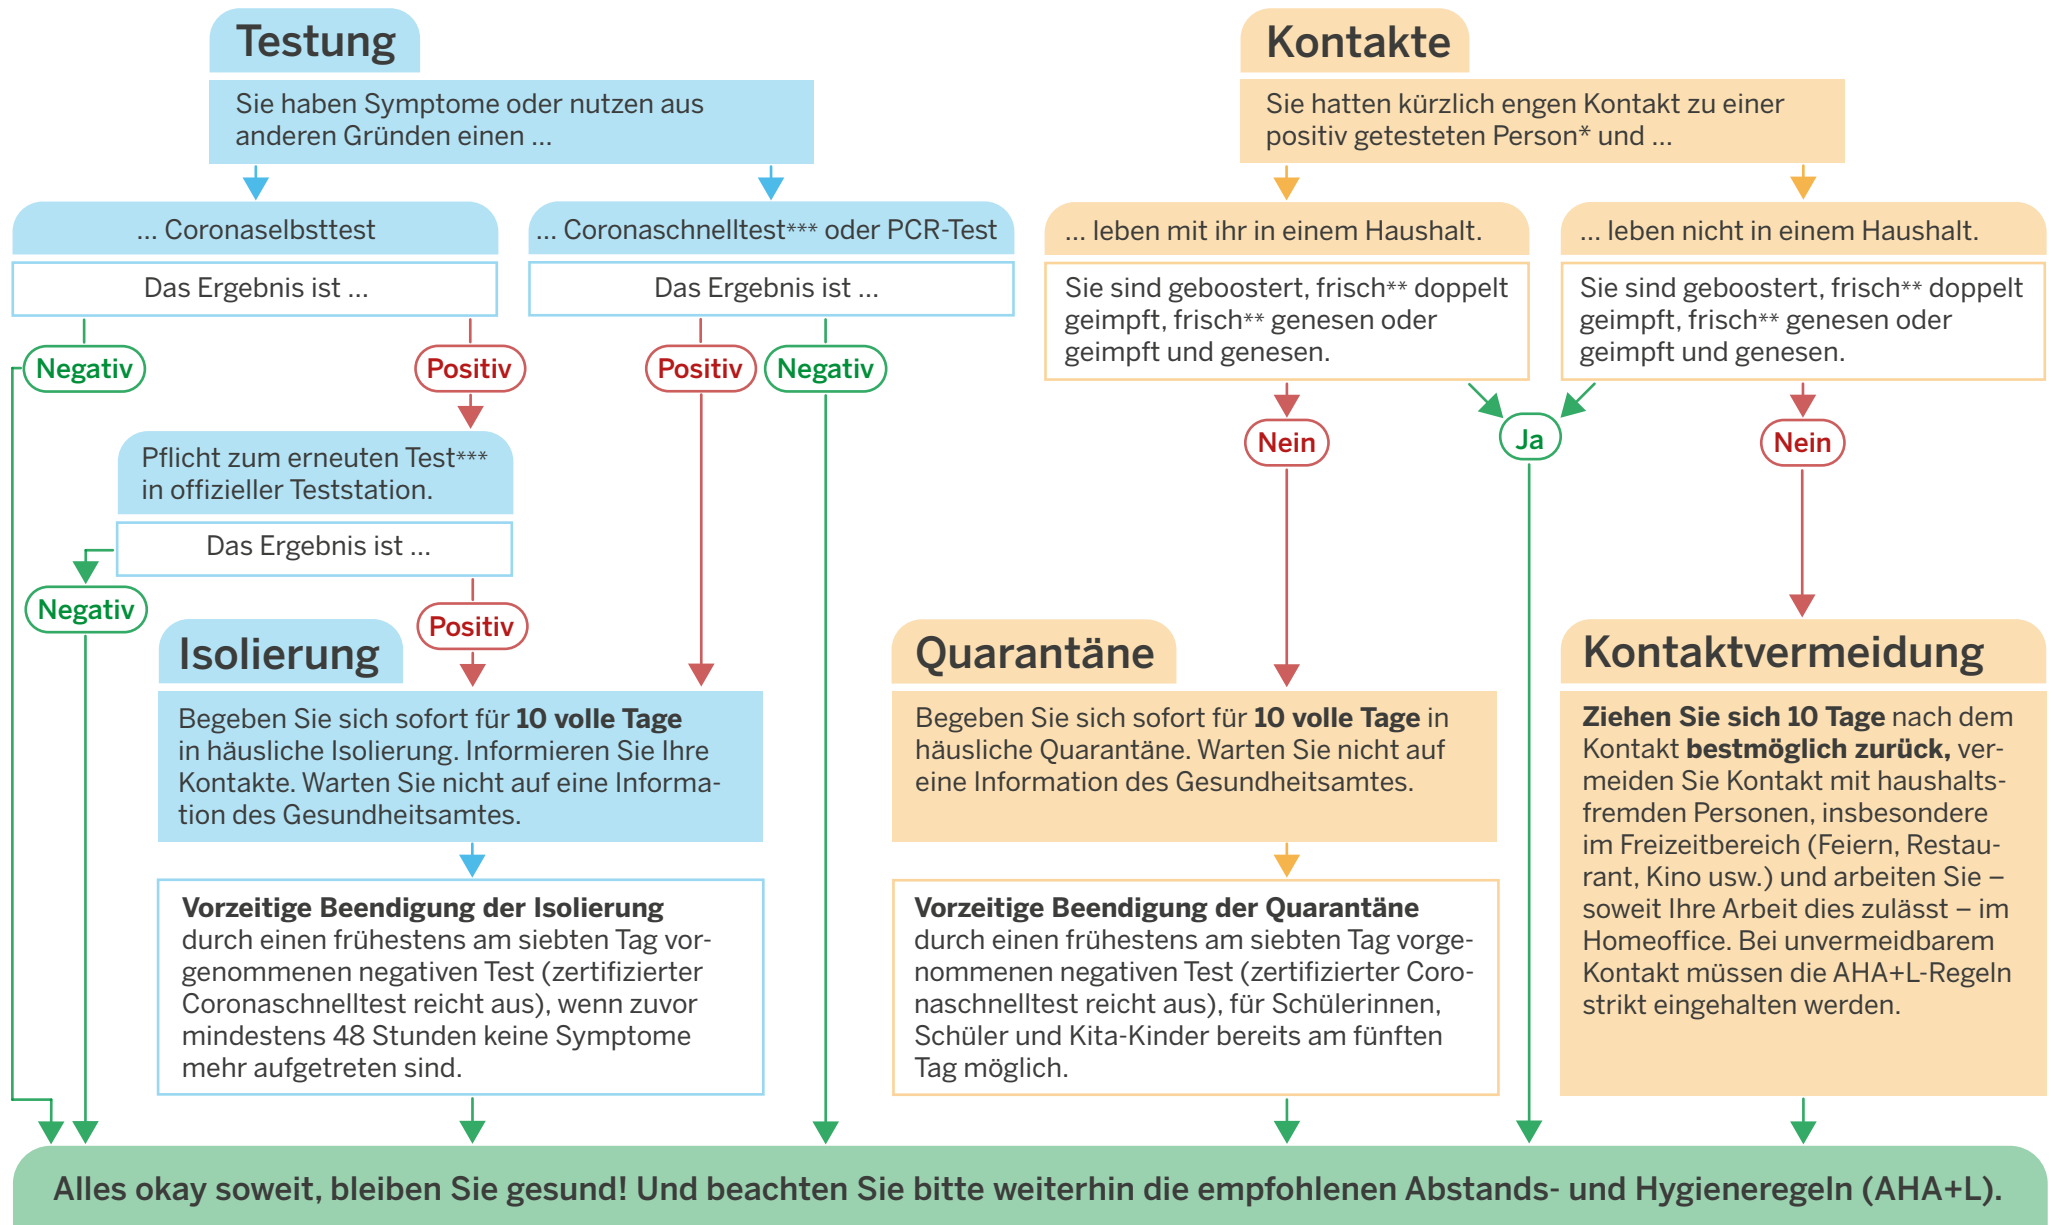 Testung
Sie haben Symptome oder nutzen aus
anderen Gründen einen ...
... Coronaselbsttest
Das Ergebnis ist ...
Negativ
Positiv
Pflicht zum erneuten Test***
in offizieller Teststation.
Das Ergebnis ist ...
Negativ
Positiv
... Coronaschnelltest*** oder PCR-Test
Das Ergebnis ist ...
Positiv
Negativ
Isolierung
Begeben Sie sich sofort für 10 volle Tage
in häusliche Isolierung. Informieren Sie Ihre
Kontakte. Warten Sie nicht auf eine Informa-
tion des Gesundheitsamtes.
Vorzeitige Beendigung der Isolierung
durch einen frühestens am siebten Tag vor-
genommenen negativen Test (zertifizierter
Coronaschnelltest reicht aus), wenn zuvor
mindestens 48 Stunden keine Symptome
mehr aufgetreten sind.
Kontakte
Sie hatten kürzlich engen Kontakt zu einer
positiv getesteten Person* und ...
... leben mit ihr in einem Haushalt.
Sie sind geboostert, frisch** doppelt
geimpft, frisch** genesen oder
geimpft und genesen.
Nein
Ja
... leben nicht in einem Haushalt.
Sie sind geboostert, frisch** doppelt
geimpft, frisch** genesen oder
geimpft und genesen.
Nein
Quarantäne
Begeben Sie sich sofort für 10 volle Tage in
häusliche Quarantäne. Warten Sie nicht auf
eine Information des Gesundheitsamtes.
Vorzeitige Beendigung der Quarantäne
durch einen frühestens am siebten Tag vorge-
nommenen negativen Test (zertifizierter Coro-
naschnelltest reicht aus), für Schülerinnen,
Schüler und Kita-Kinder bereits am fünften
Tag möglich.
Kontaktvermeidung
Ziehen Sie sich 10 Tage nach dem
Kontakt bestmöglich zurück, ver-
meiden Sie Kontakt mit haushalts-
fremden Personen, insbesondere
im Freizeitbereich (Feiern, Restau-
rant, Kino usw.) und arbeiten Sie –
soweit Ihre Arbeit dies zulässt – im
Homeoffice. Bei unvermeidbarem
Kontakt müssen die AHA+L-Regeln
strikt eingehalten werden.
Alles okay soweit, bleiben Sie gesund! Und beachten Sie bitte weiterhin die empfohlenen Abstands- und Hygieneregeln (AHA+L).